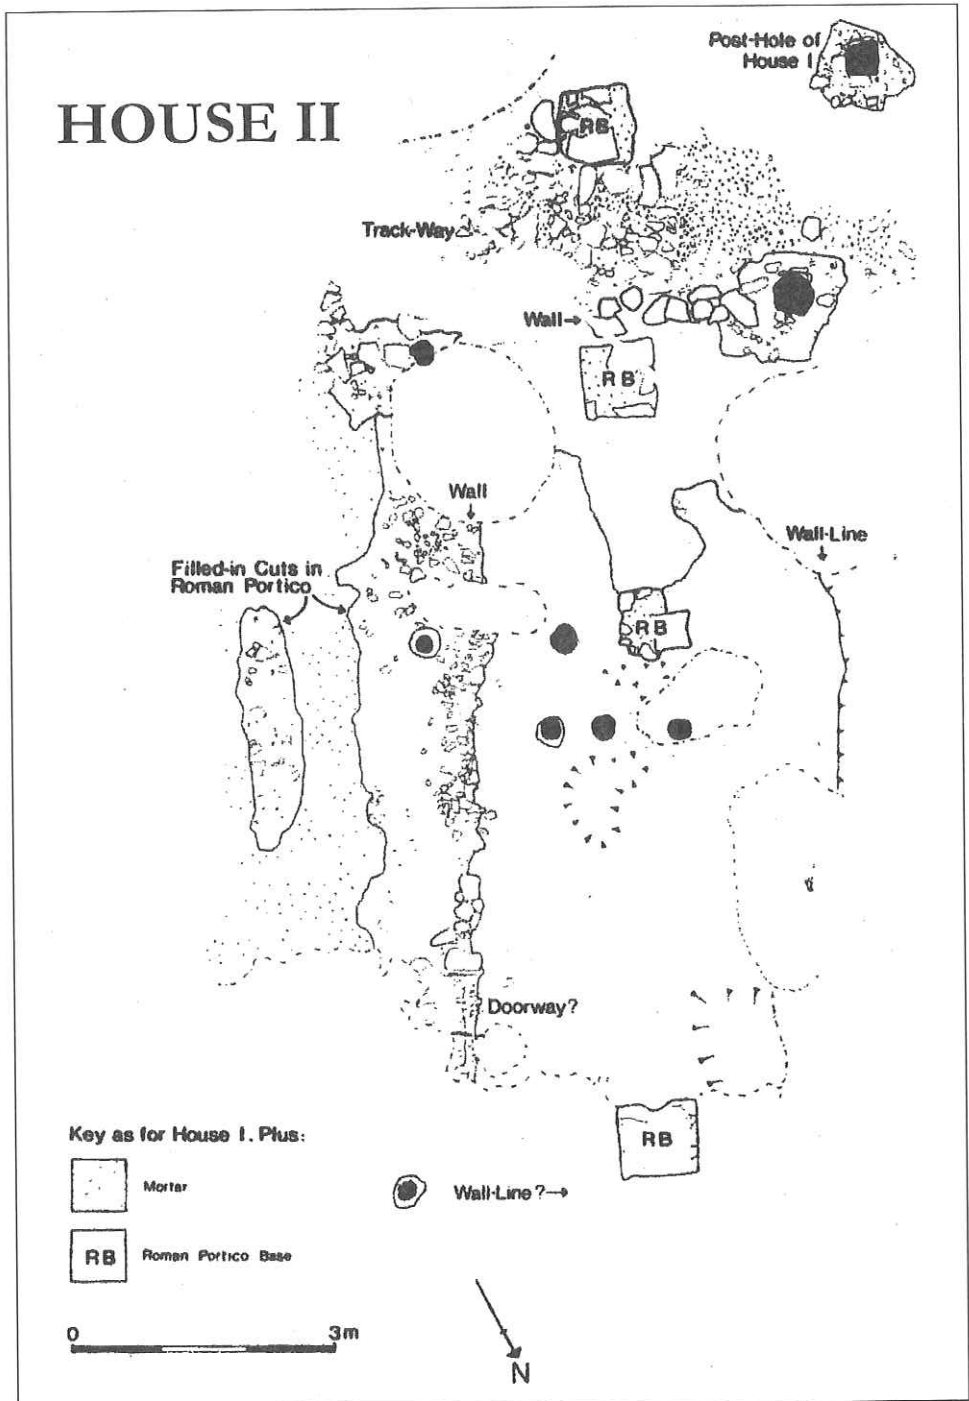 Post-Hole of
House I
HOUSE II
RB
Track-Way
Wall→
RB
Wall
↓
Wall-Line
↓
Filled-in Cuts in
Roman Portico
RB
Doorway?
RB
Key as for House I. Plus:
Mortar
Wall-Line?→
RB
Roman Portico Base
0
3m
N